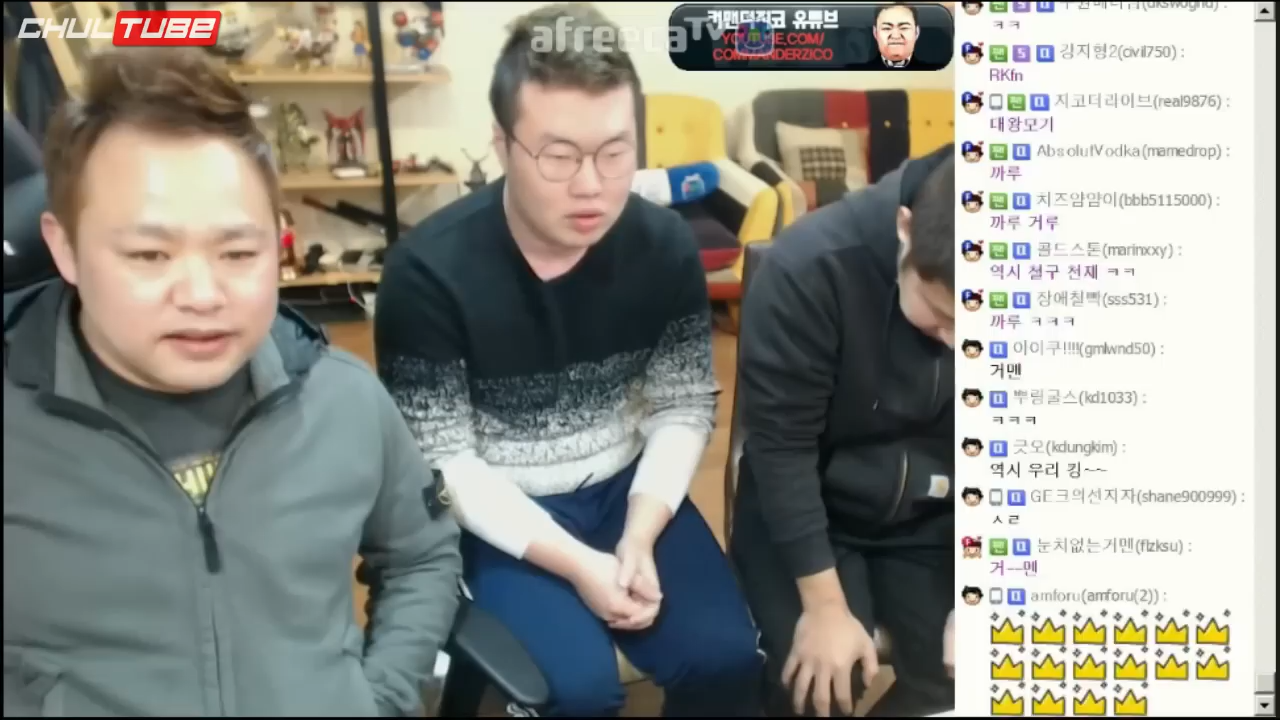 CHULTUBE
afreecaTV
커맨더지코 유튜브
YOUTUBE.COM/
COMMANDERZICO
ㅋㅋ
강지형2(civil750) :
RKfn
지코더라이브(real9876) :
대왕모기
AbsolutVodka(mamedrop) :
까루
치즈얌얌이(bbb5115000) :
까루 거루
콜드스톤(marinxxy) :
역시 철구 천재 ㅋㅋ
장애칠삑(sss531) :
까루 ㅋㅋㅋ
아이쿠!!!!(gmlwnd50) :
거맨
뿌링굴스(kd1033) :
ㅋㅋㅋ
긋오(kdungkim) :
역시 우리 킹~~
GE크의선지자(shane900999) :
ㅅㄹ
눈치없는거멘(flzksu) :
거--멘
amforu(amforu(2)) :